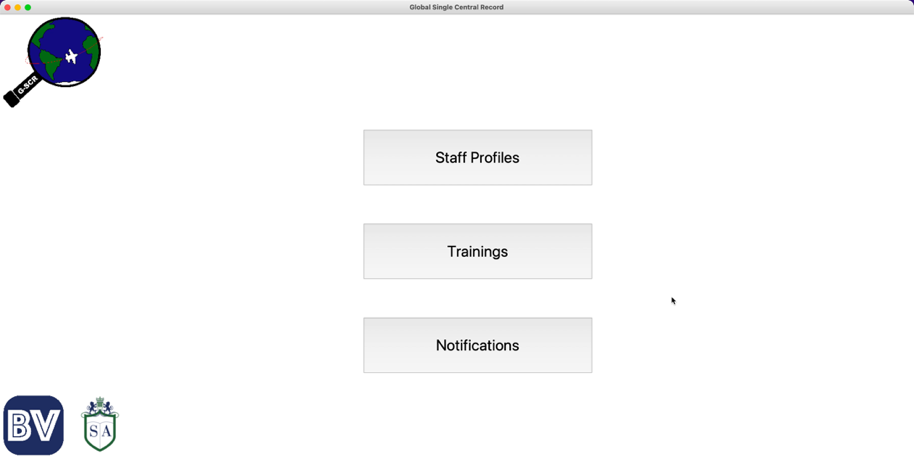 Global Single Central Record
G-SCR
Staff Profiles
Trainings
Notifications
BV
SA